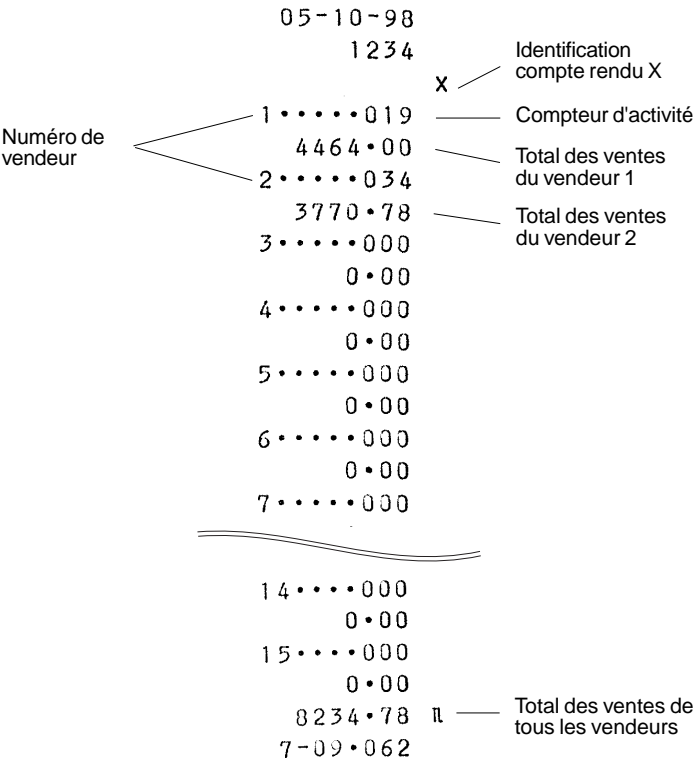 05-10-98
1234
Identification
compte rendu X
X
1•••••019
Compteur d'activité
Numéro de
vendeur
4464•00
Total des ventes
du vendeur 1
2•••••034
3770•78
Total des ventes
du vendeur 2
3•••••000
0•00
4•••••000
0•00
5•••••000
0•00
6•••••000
0•00
7•••••000
14••••000
0•00
15••••000
0•00
8234•78
Total des ventes de
tous les vendeurs
7-09•062